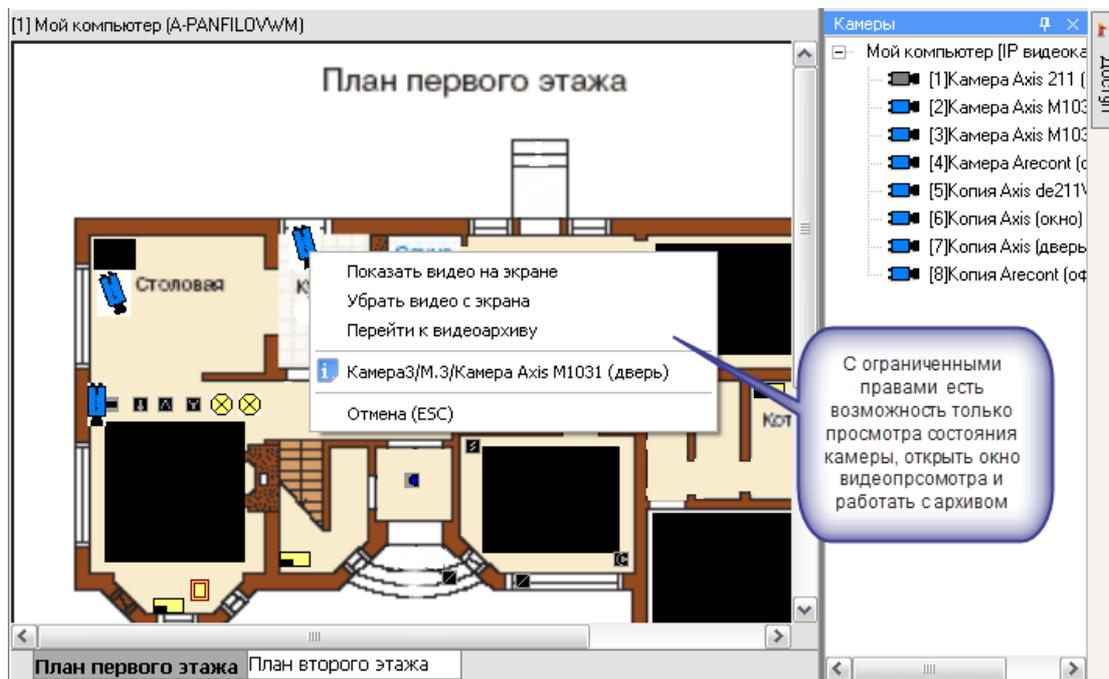 [1] Мой компьютер (A-PANFILOVWM)
План первого этажа
Столовая
Показать видео на экране
Убрать видео с экрана
Перейти к видеоархиву
Камера3/М.3/Камера Axis M1031 (дверь)
Отмена (ESC)
Кот
План первого этажа
План второго этажа
Камеры
Мой компьютер [IP видеока
[1]Камера Axis 211 (
[2]Камера Axis M103
[3]Камера Axis M103
[4]Камера Arecont (о
[5]Копия Axis de211\
[6]Копия Axis (окно)
[7]Копия Axis (дверь
[8]Копия Arecont (оф
Доступ
С ограниченными
правами есть
возможность только
просмотра состояния
камеры, открыть окно
видеопрсомотра и
работать с архивом